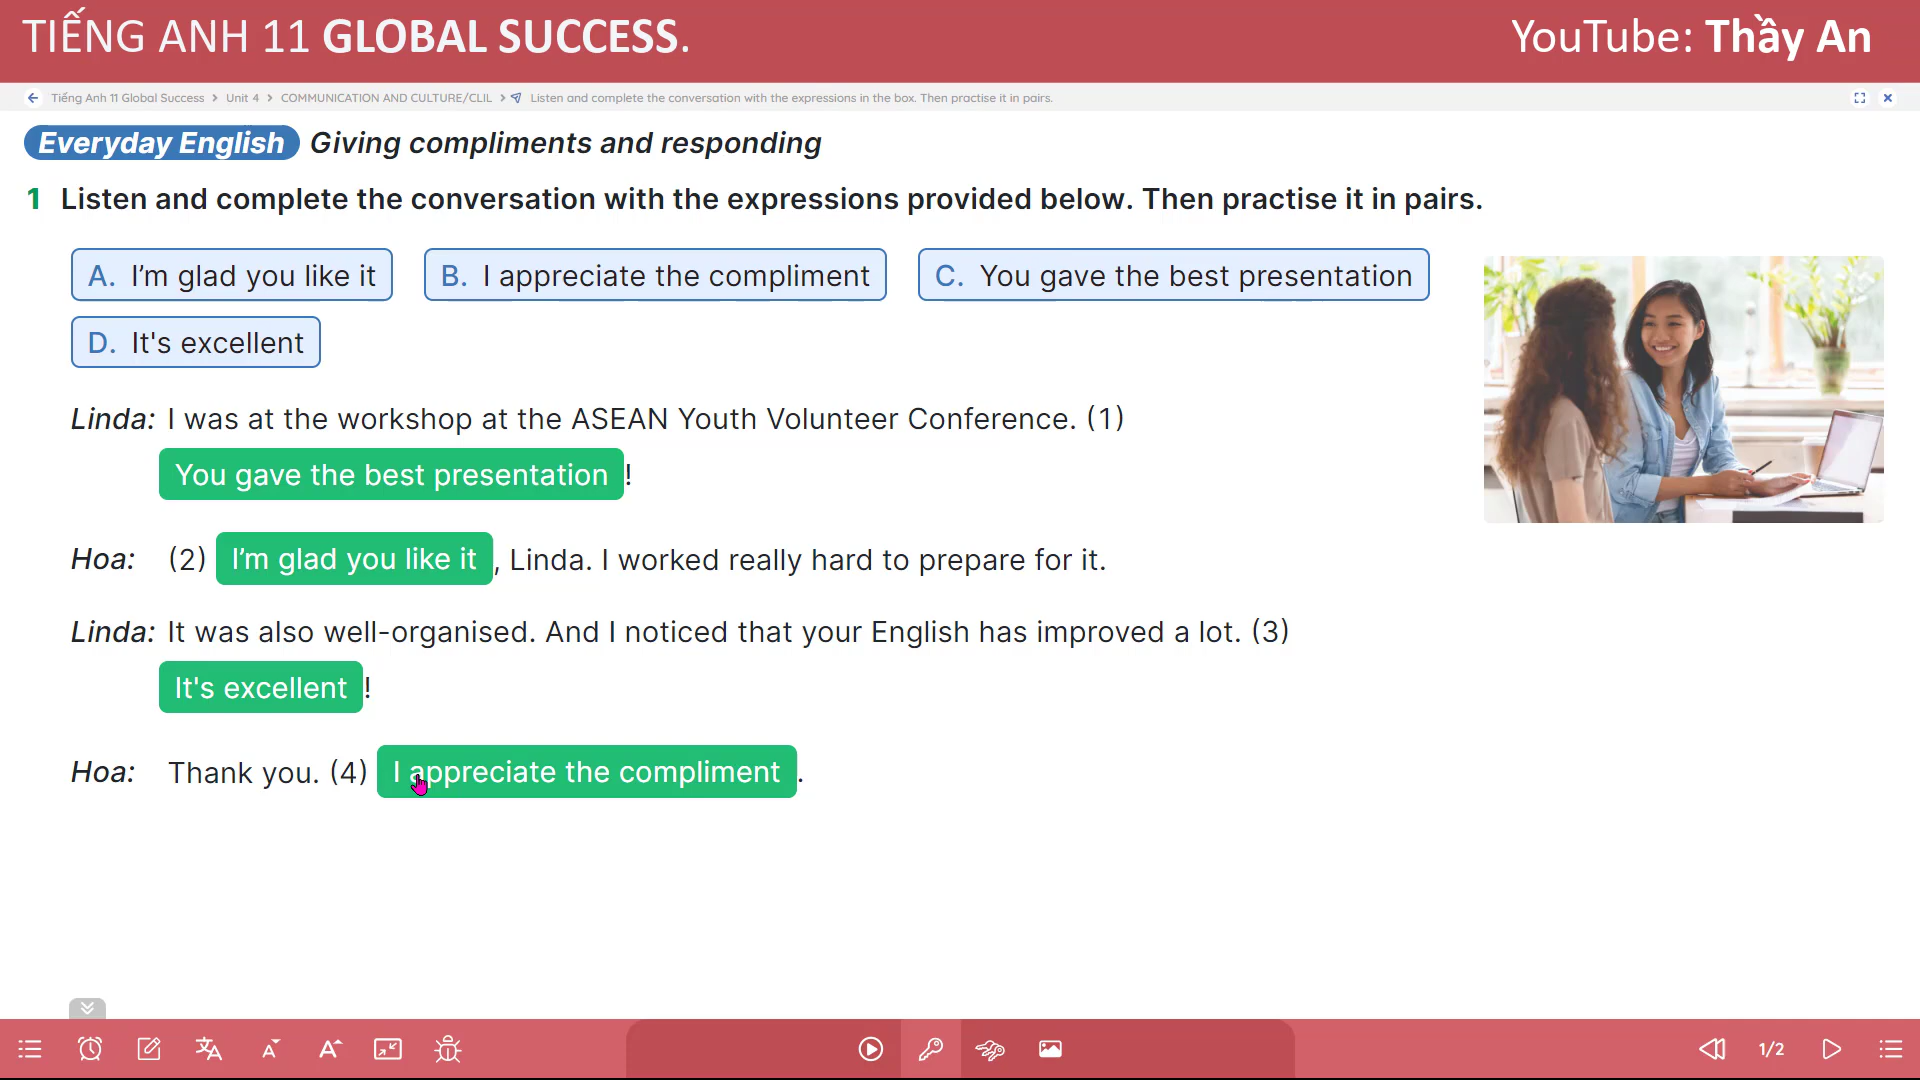 TIẾNG ANH 11 GLOBAL SUCCESS.
YouTube: Thầy An
Tiếng Anh 11 Global Success > Unit 4 > COMMUNICATION AND CULTURE/CLIL > Listen and complete the conversation with the expressions in the box. Then practise it in pairs.
Everyday English Giving compliments and responding
1 Listen and complete the conversation with the expressions provided below. Then practise it in pairs.
A. I’m glad you like it
B. I appreciate the compliment
C. You gave the best presentation
D. It's excellent
Linda: I was at the workshop at the ASEAN Youth Volunteer Conference. (1)
You gave the best presentation!
Hoa: (2) I’m glad you like it, Linda. I worked really hard to prepare for it.
Linda: It was also well-organised. And I noticed that your English has improved a lot. (3)
It's excellent!
Hoa: Thank you. (4) I appreciate the compliment.
1/2